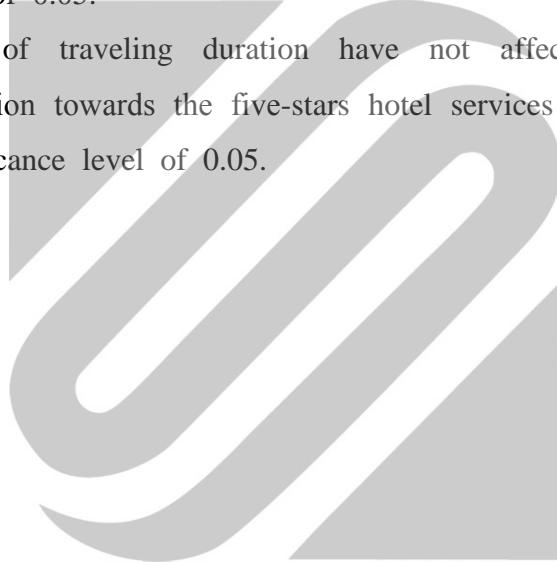 of 0.05.
of traveling duration have not affec
ion towards the five-stars hotel services
cance level of 0.05.